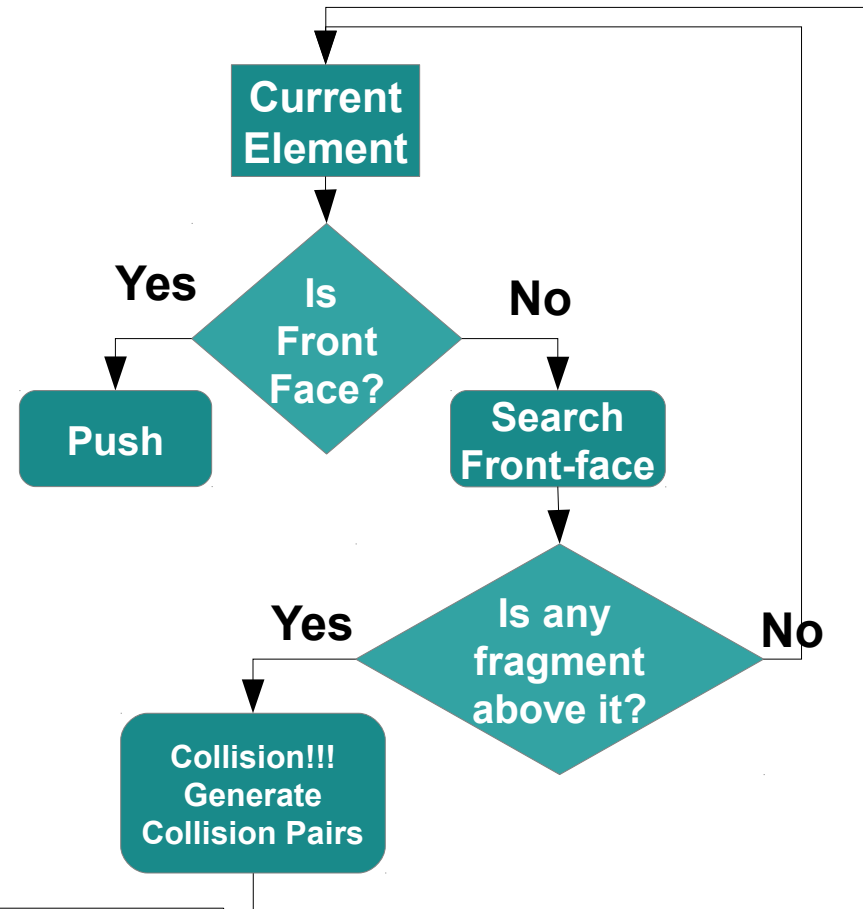 Current
Element
Is
Front
Face?
Yes
No
Push
Search
Front-face
Is any
fragment
above it?
Yes
No
Collision!!!
Generate
Collision Pairs